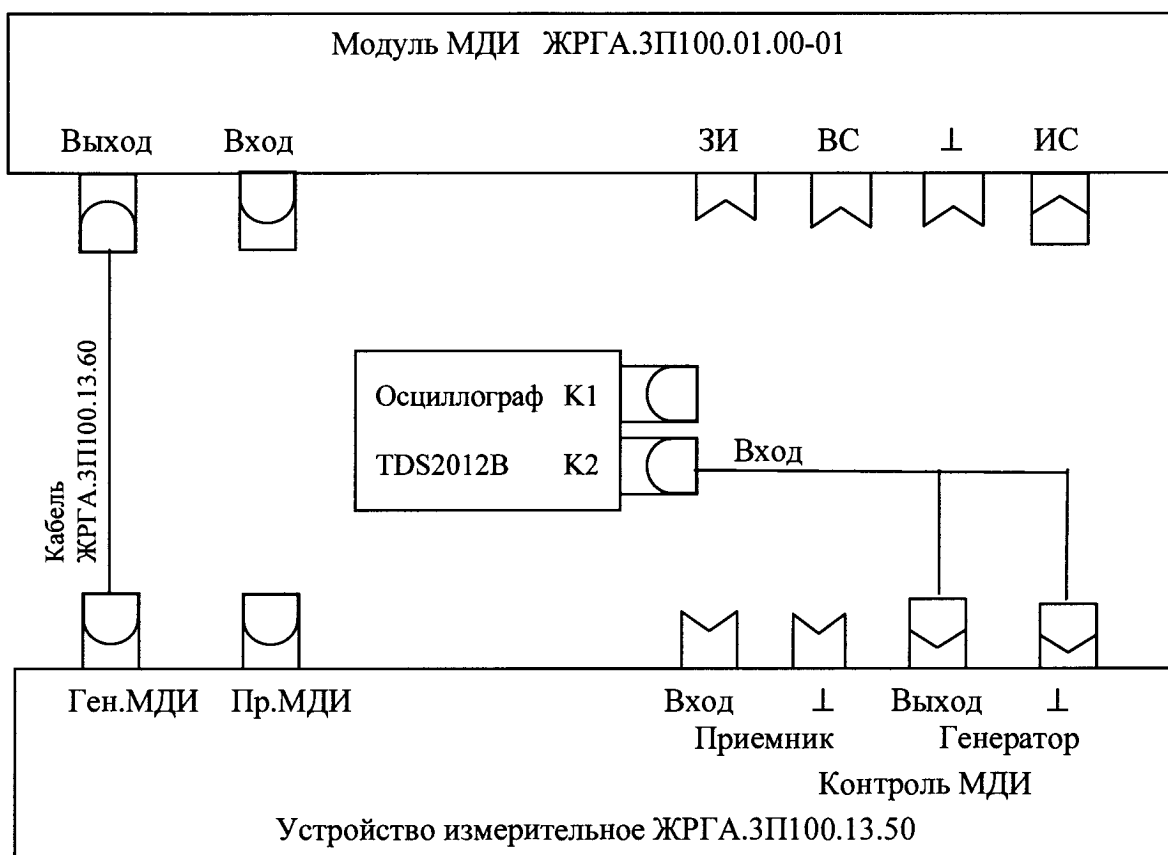 Модуль МДИ ЖРГА.3П100.01.00-01
Выход Вход ЗИ ВС ⊥ ИС
Кабель
ЖРГА.3П100.13.60
Осциллограф К1
TDS2012B К2
Вход
Ген.МДИ Пр.МДИ Вход ⊥ Выход ⊥
Приемник Генератор
Контроль МДИ
Устройство измерительное ЖРГА.3П100.13.50